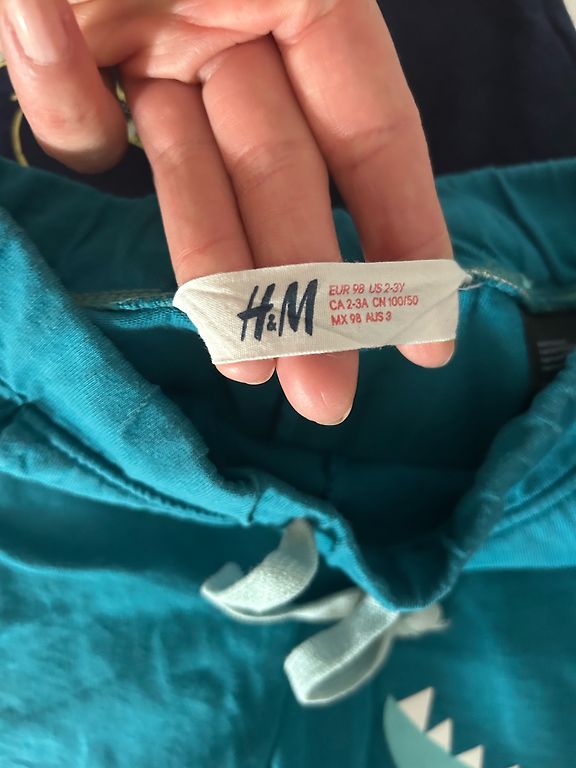 H&M
EUR 98 US 2-3Y
CA 2-3A CN 100/50
MX 98 AUS 3